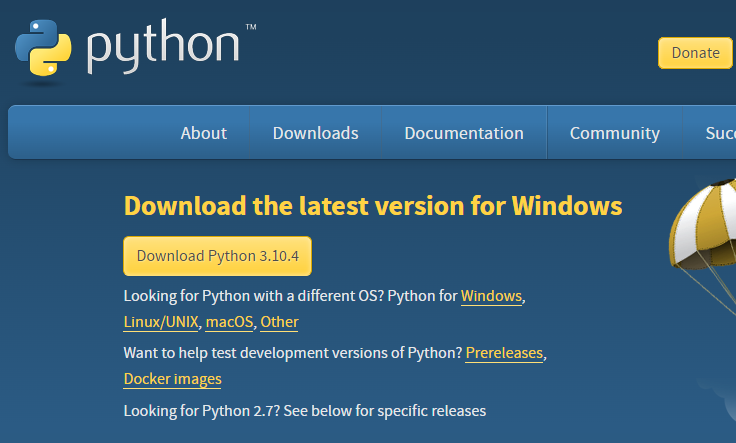 python™
Donate
About Downloads Documentation Community Succ
Download the latest version for Windows
Download Python 3.10.4
Looking for Python with a different OS? Python for Windows,
Linux/UNIX, macOS, Other
Want to help test development versions of Python? Prereleases,
Docker images
Looking for Python 2.7? See below for specific releases